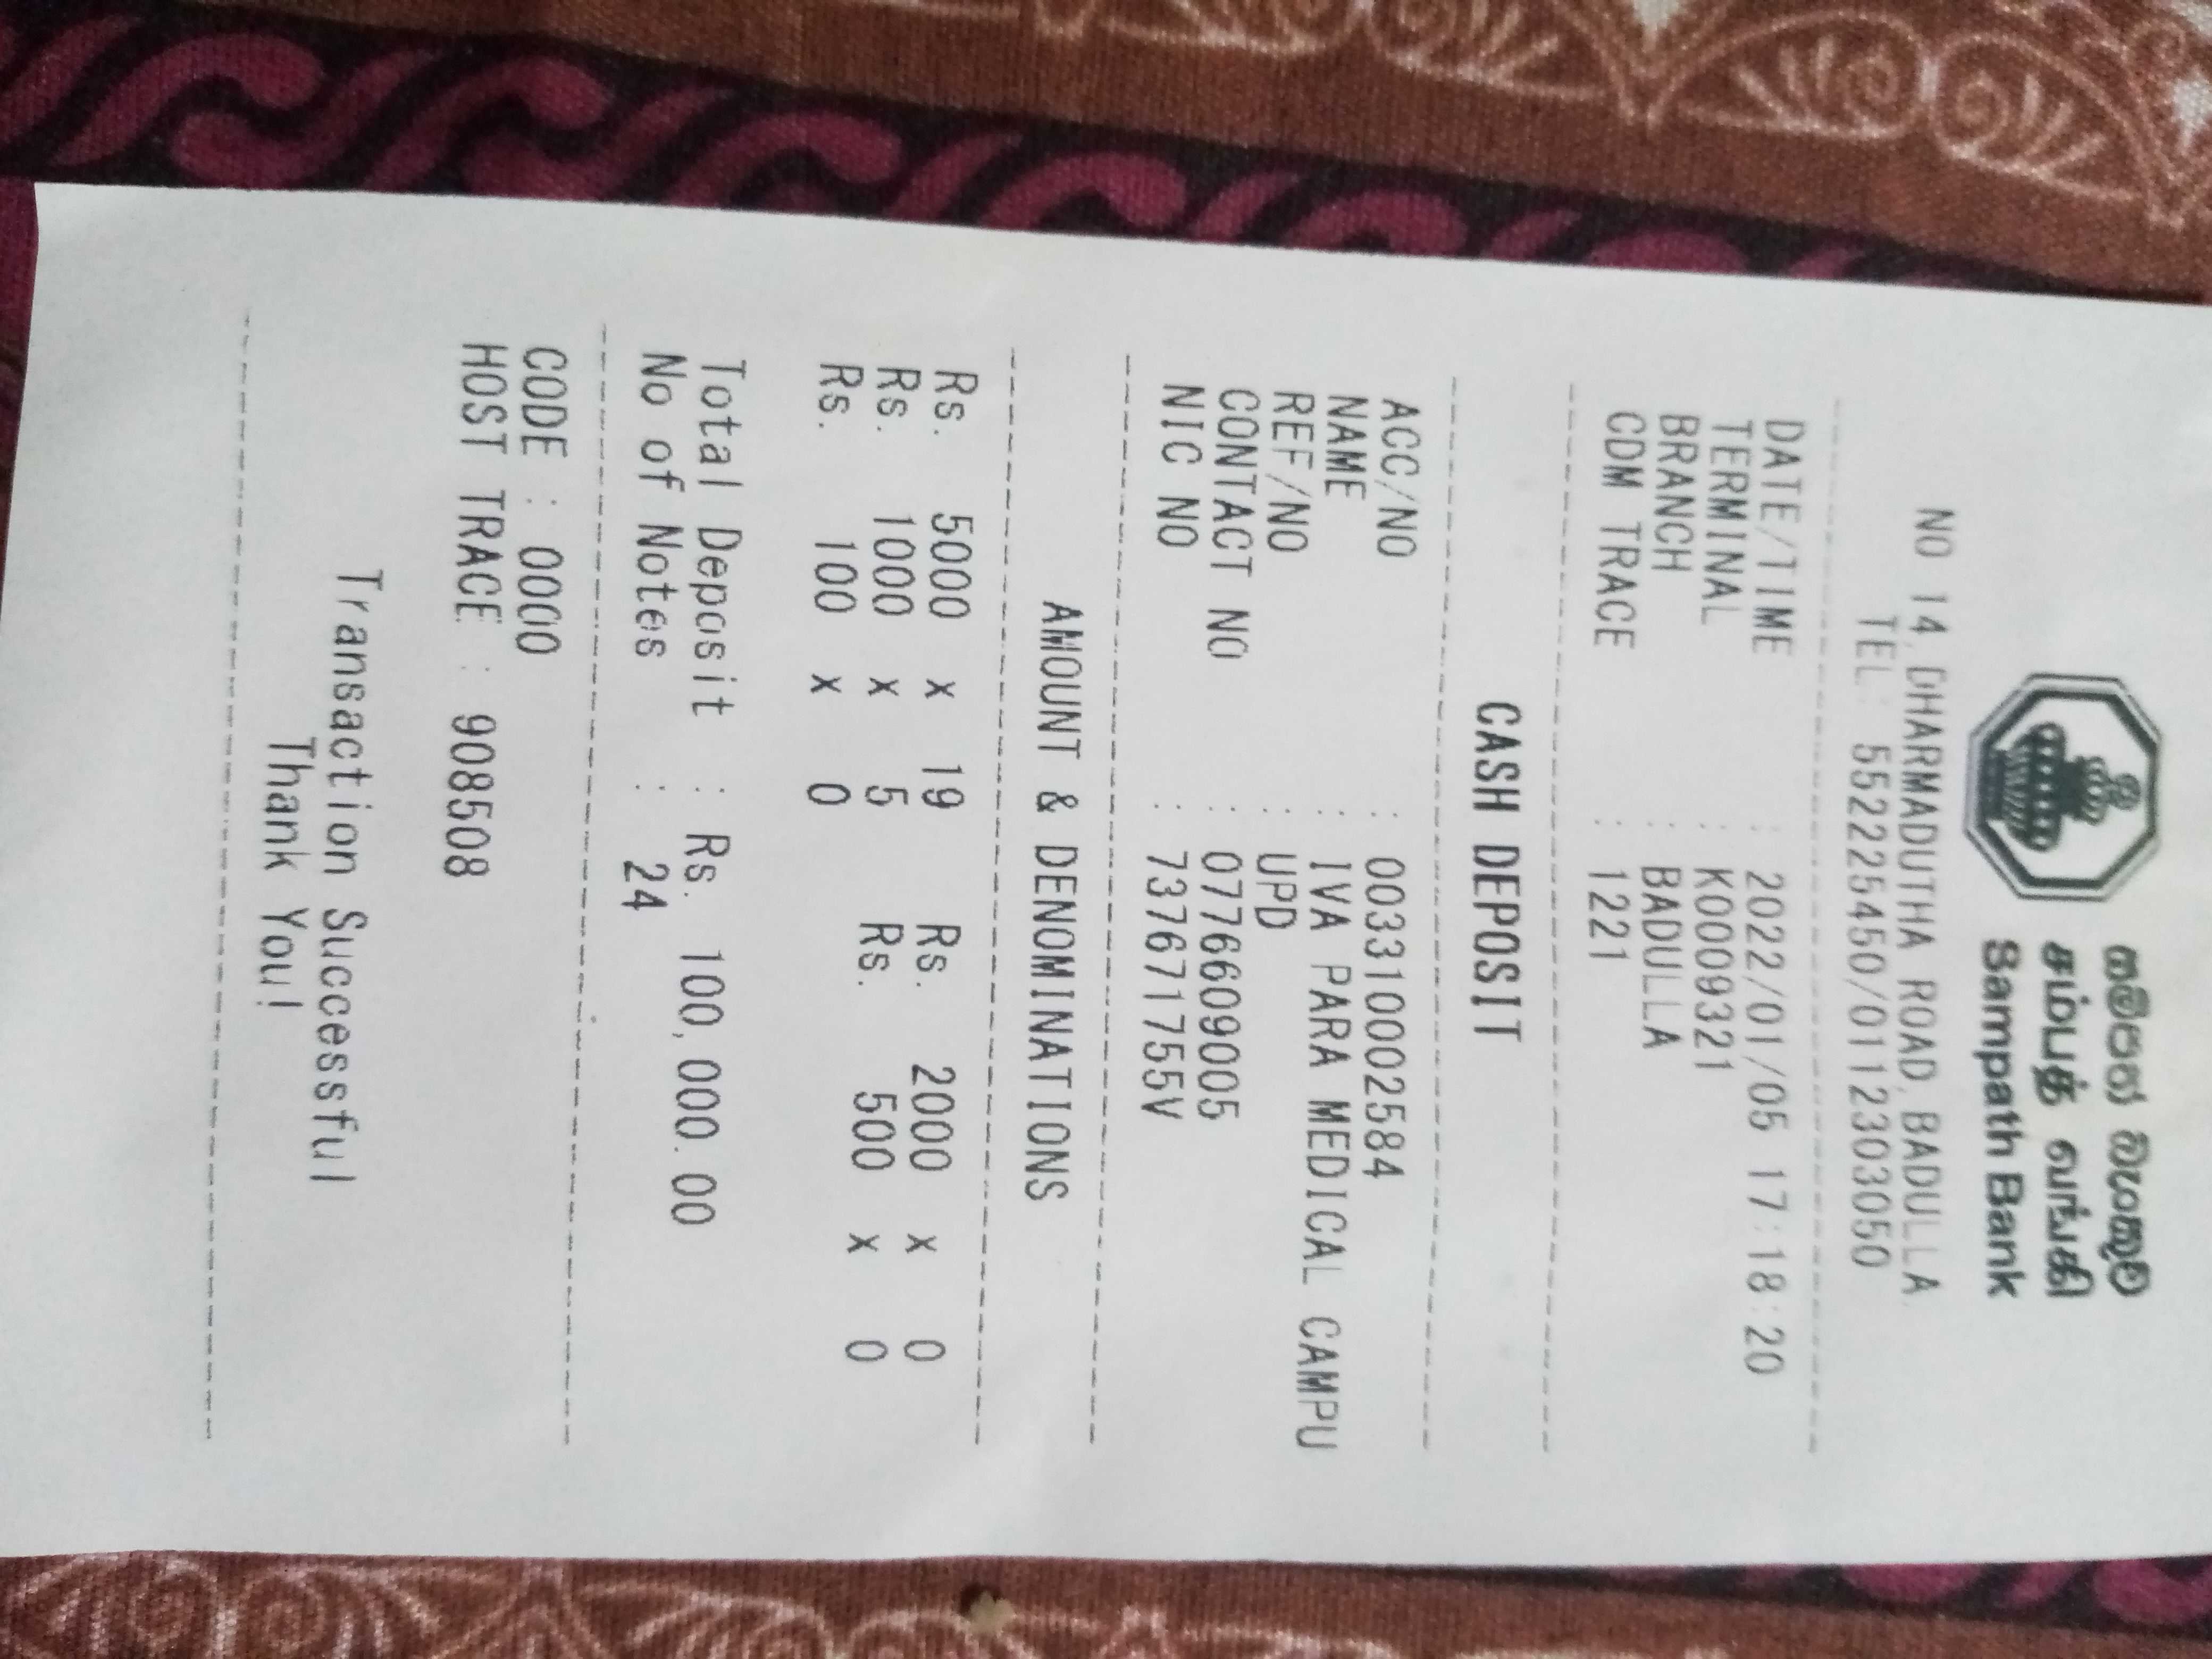 සම්පත් බැංකුව
சம்பத் வங்கி
Sampath Bank
NO 14, DHARMADUTHA ROAD, BADULLA.
TEL: 552225450/0112303050
DATE/TIME : 2022/01/05 17:18:20
TERMINAL : K0009321
BRANCH : BADULLA
CDM TRACE : 1221
CASH DEPOSIT
ACC/NO : 003310002584
NAME : IVA PARA MEDICAL CAMPU
REF/NO : UPD
CONTACT NO : 0776609005
NIC NO : 737671755V
AMOUNT & DENOMINATIONS
Rs. 5000 x 19 Rs. 2000 x 0
Rs. 1000 x 5 Rs. 500 x 0
Rs. 100 x 0
Total Deposit : Rs. 100,000.00
No of Notes : 24
CODE : 0000
HOST TRACE : 908508
Transaction Successful
Thank You!